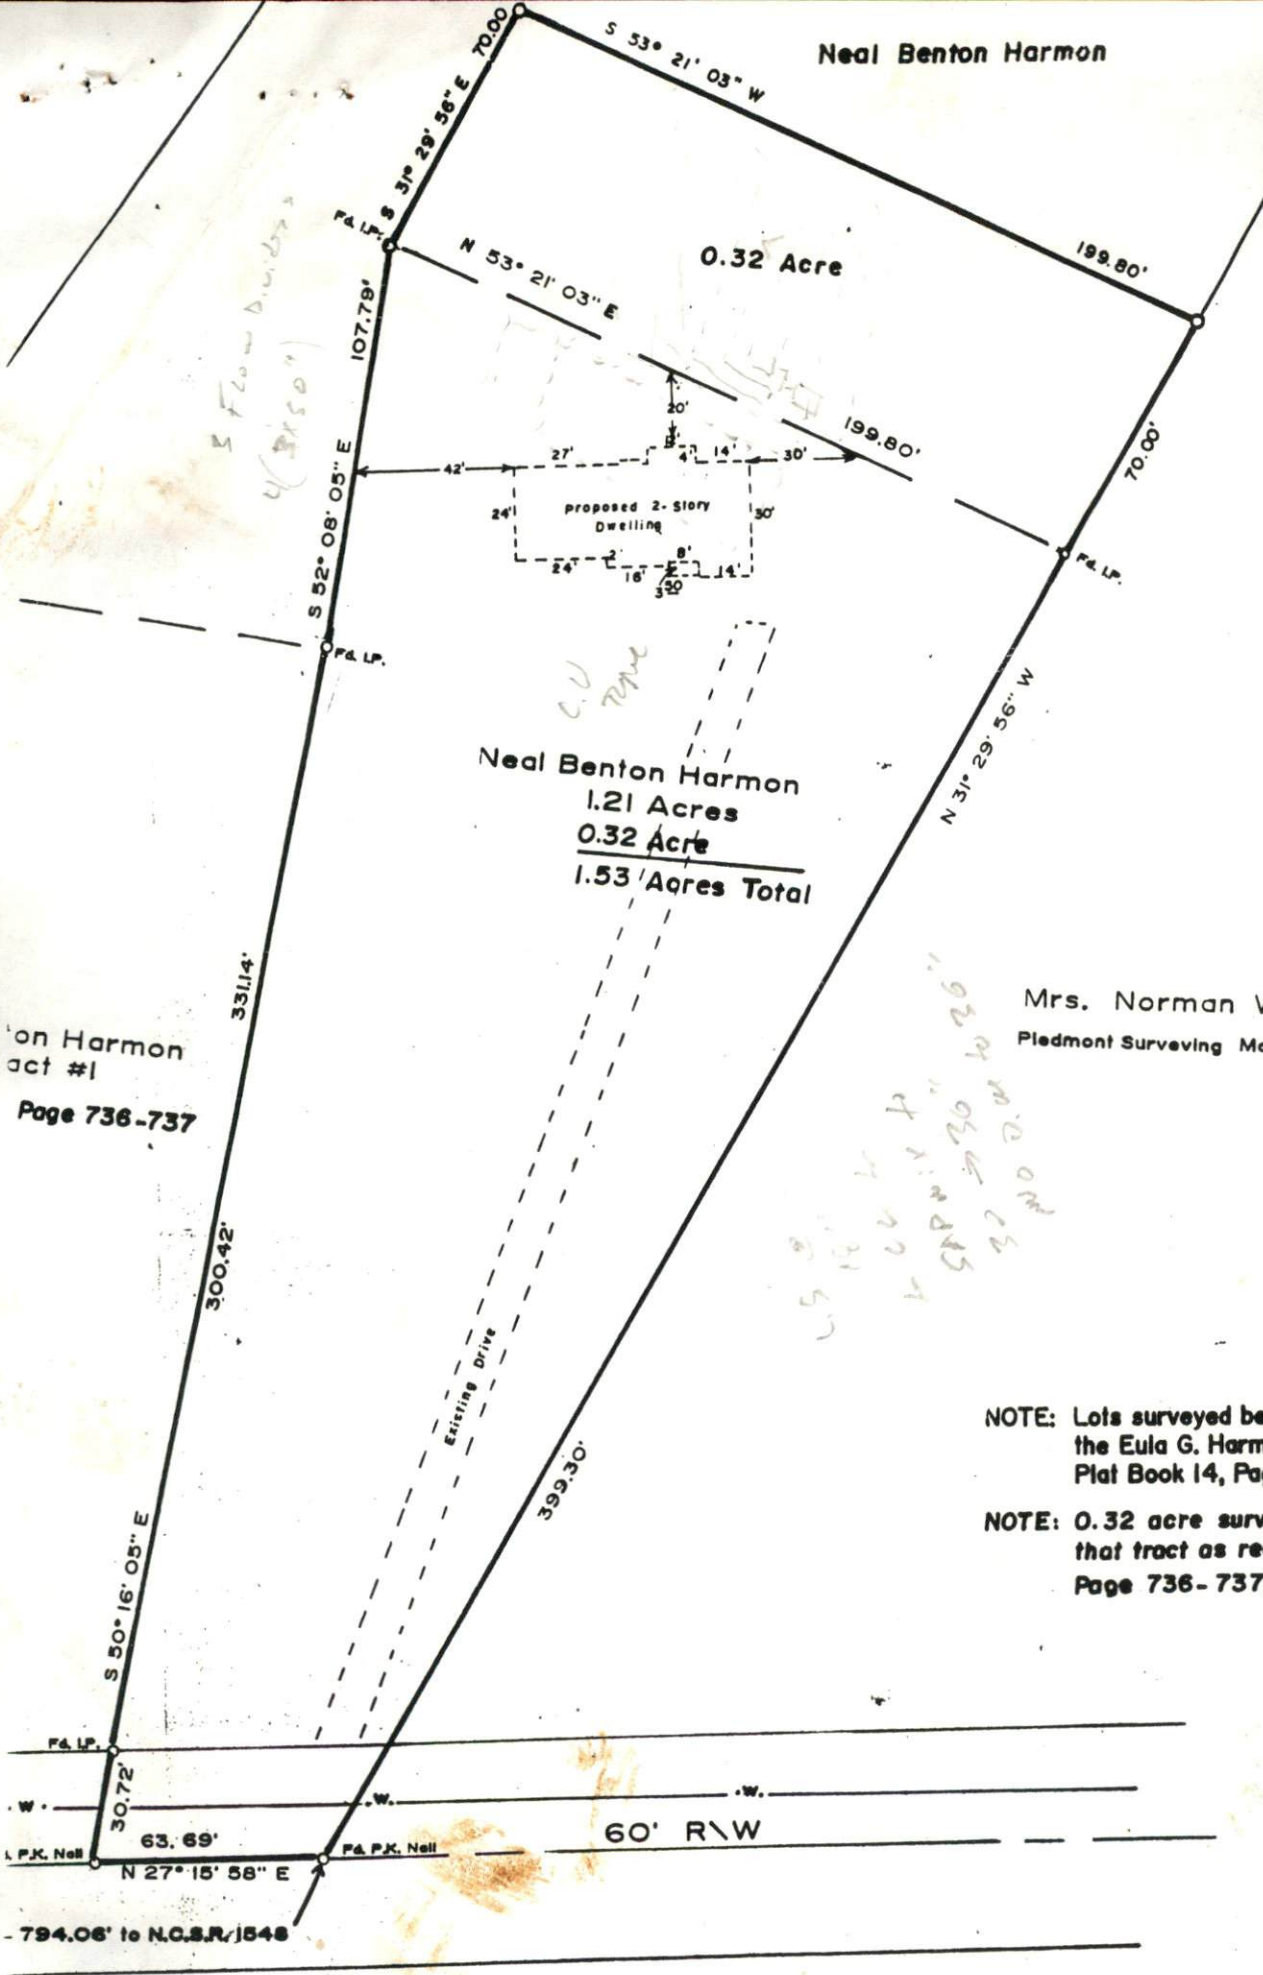 Neal Benton Harmon
S 53° 21' 03" W
199.80'
70.00
S 31° 29' 56" E
Fd. I.P.
N 53° 21' 03" E
199.80'
0.32 Acre
107.79'
S 52° 08' 05" E
70.00'
Fd. I.P.
20'
27'
4'
14'
30'
42'
24'
Proposed 2-Story
Dwelling
30'
24'
2'
16'
8'
14'
Fd. I.P.
N 31° 29' 56" W
Neal Benton Harmon
1.21 Acres
0.32 Acre
1.53 Acres Total
331.14'
on Harmon
act #1
Page 736-737
Mrs. Norman
Piedmont Surveying
300.42'
Existing Drive
399.30'
NOTE: Lots surveyed be
the Eula G. Harm
Plat Book 14, Pa
NOTE: 0.32 acre surv
that tract as re
Page 736-737
S 50° 16' 05" E
Fd. I.P.
30.72'
W
W.
.W.
P.K. Nail
63.69'
N 27° 15' 58" E
Fd. P.K. Nail
60' R\W
794.06' to N.C.S.R. 1548